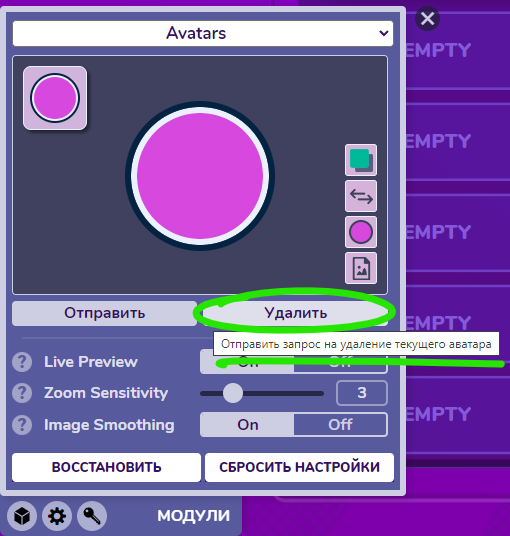 Avatars
EMPTY
EMPTY
Отправить
Удалить
EMPTY
Отправить запрос на удаление текущего аватара
? Live Preview
On
Off
? Zoom Sensitivity
3
EMPTY
? Image Smoothing
On
Off
EMPTY
ВОССТАНОВИТЬ
СБРОСИТЬ НАСТРОЙКИ
МОДУЛИ